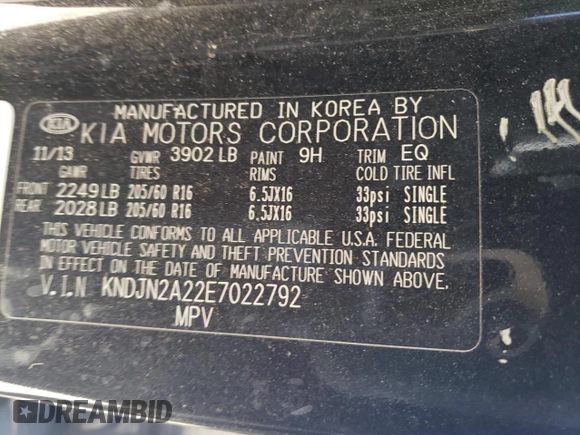 MANUFACTURED IN KOREA BY
KIA KIA MOTORS CORPORATION
11/13 GVWR 3902 LB PAINT 9H TRIM EQ
GAWR TIRES RIMS COLD TIRE INFL
FRONT 2249 LB 205/60 R16 6.5JX16 33psi SINGLE
REAR 2028 LB 205/60 R16 6.5JX16 33psi SINGLE
THIS VEHICLE CONFORMS TO ALL APPLICABLE U.S.A. FEDERAL
MOTOR VEHICLE SAFETY AND THEFT PREVENTION STANDARDS
IN EFFECT ON THE DATE OF MANUFACTURE SHOWN ABOVE.
V.I.N KNDJN2A22E7022792
MPV
DREAMBID